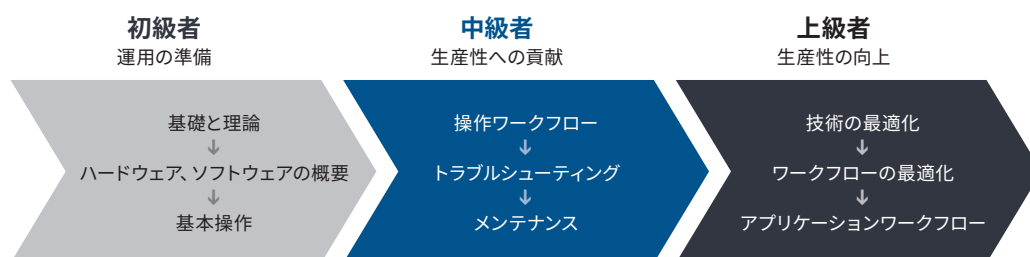 初級者
運用の準備
中級者
生産性への貢献
上級者
生産性の向上
基礎と理論
↓
ハードウェア、ソフトウェアの概要
↓
基本操作
操作ワークフロー
↓
トラブルシューティング
↓
メンテナンス
技術の最適化
↓
ワークフローの最適化
↓
アプリケーションワークフロー